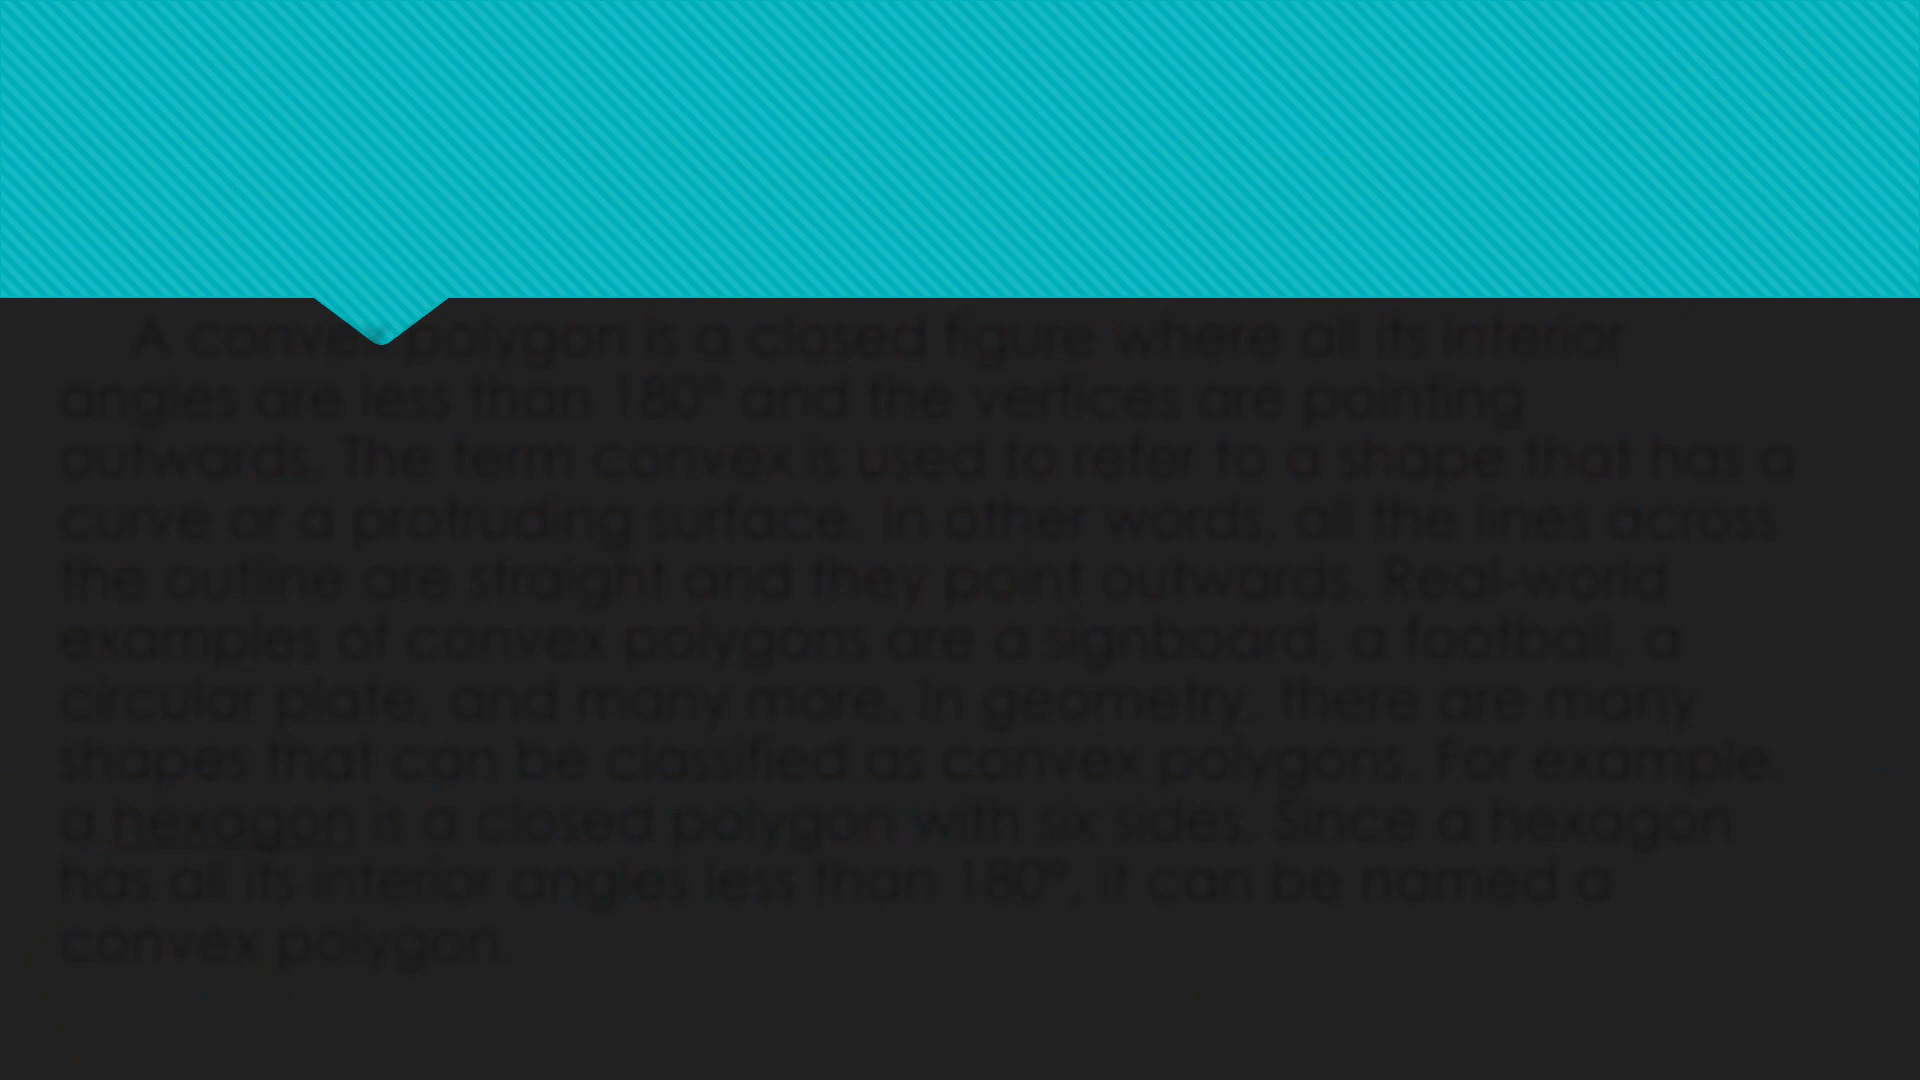 A convex polygon is a closed figure where all its interior
angles are less than 180° and the vertices are pointing
outwards. The term convex is used to refer to a shape that has a
curve or a protruding surface. In other words, all the lines across
the outline are straight and they point outwards. Real-world
examples of convex polygons are a signboard, a football, a
circular plate, and many more. In geometry, there are many
shapes that can be classified as convex polygons. For example,
a hexagon is a closed polygon with six sides. Since a hexagon
has all its interior angles less than 180°, it can be named a
convex polygon.